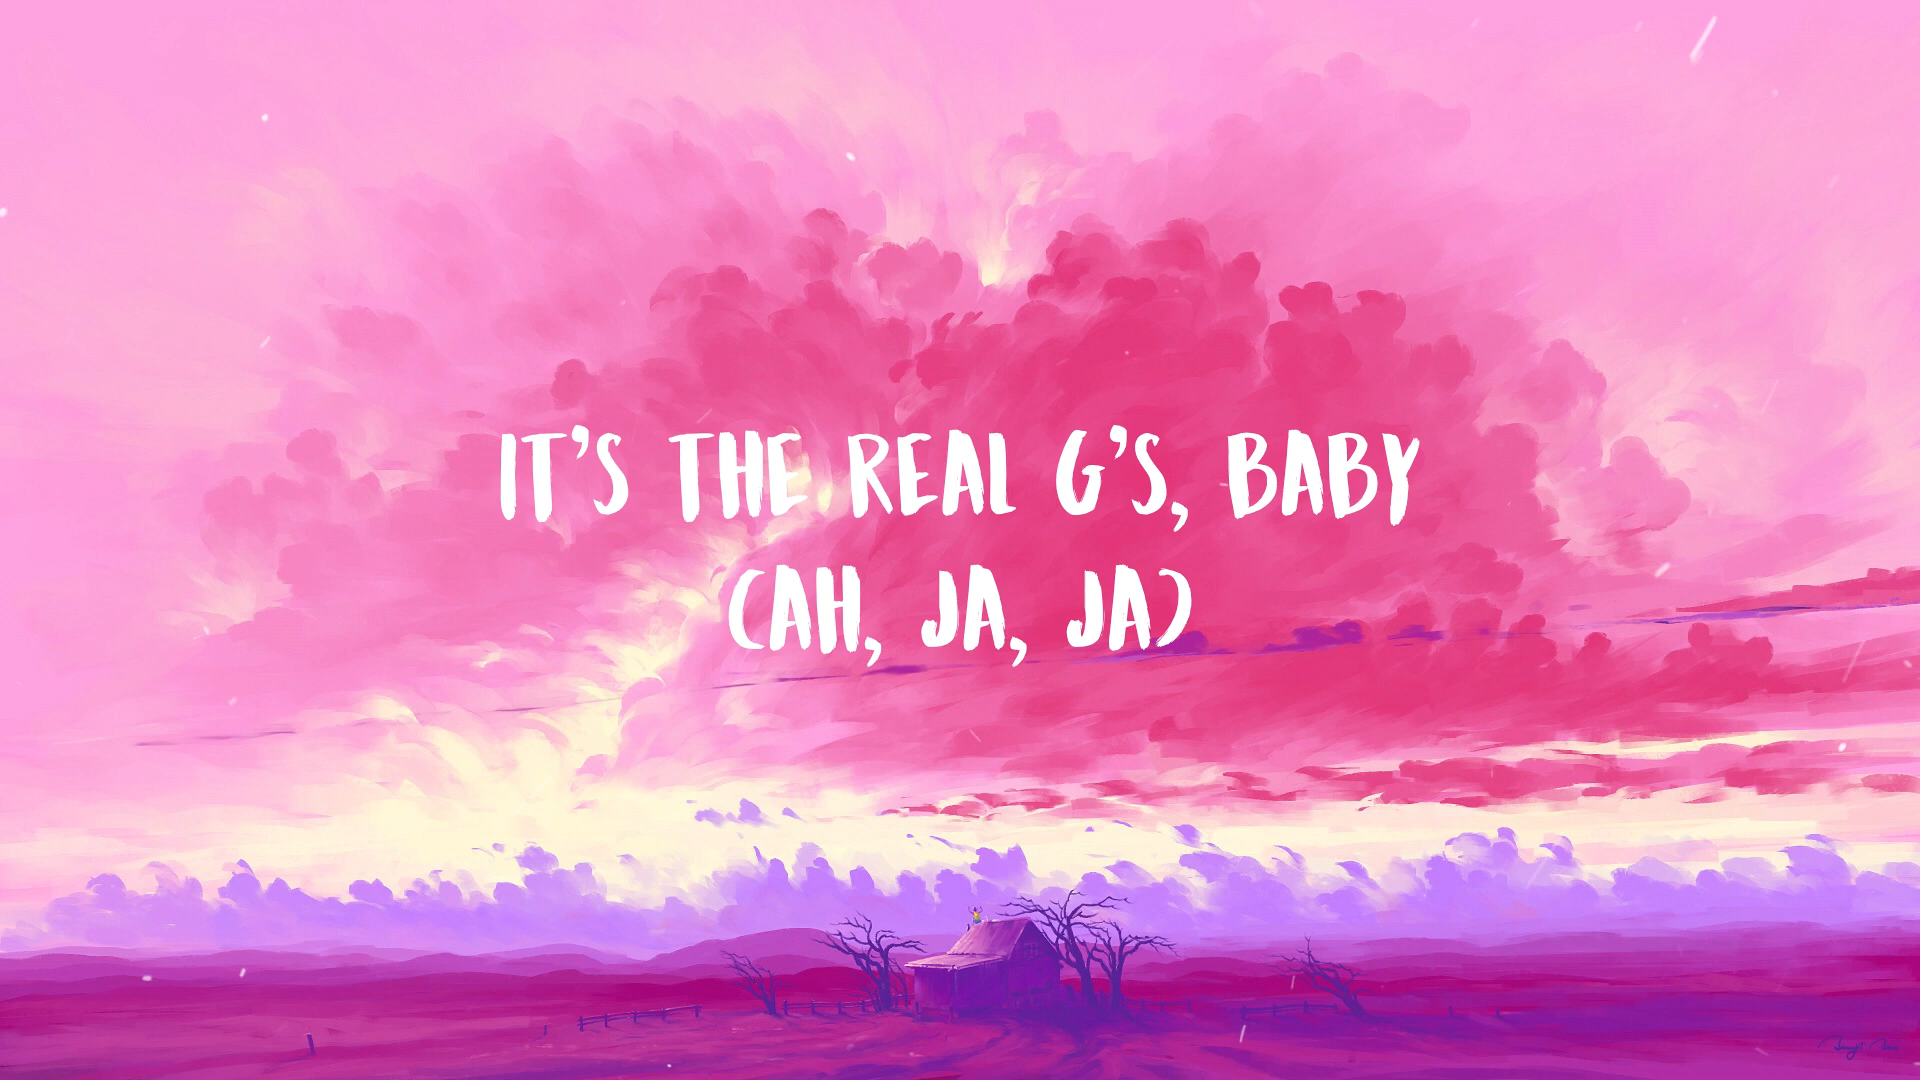 IT'S THE REAL G'S, BABY
(AH, JA, JA)